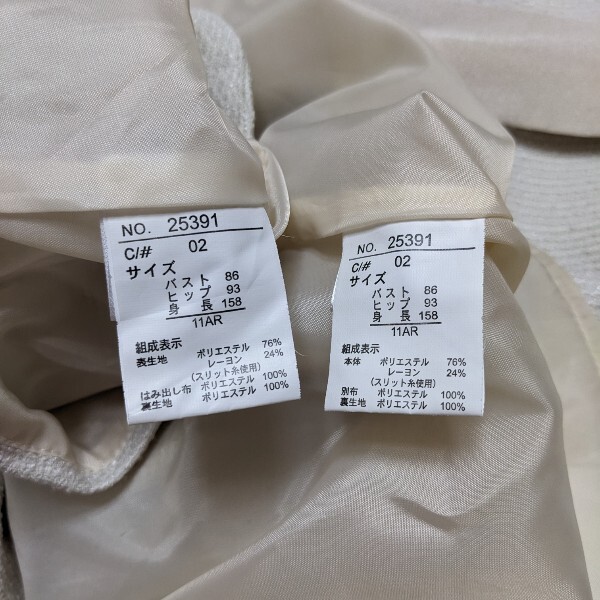 NO. 25391
C/# 02
サイズ
バスト 86
ヒップ 93
身 長 158
11AR
組成表示
表生地 ポリエステル 76%
レーヨン 24%
(スリット糸使用)
はみ出し布 ポリエステル 100%
裏生地 ポリエステル 100%
NO. 25391
C/# 02
サイズ
バスト 86
ヒップ 93
身 長 158
11AR
組成表示
本体 ポリエステル 76%
レーヨン 24%
(スリット糸使用)
別布 ポリエステル 100%
裏生地 ポリエステル 100%